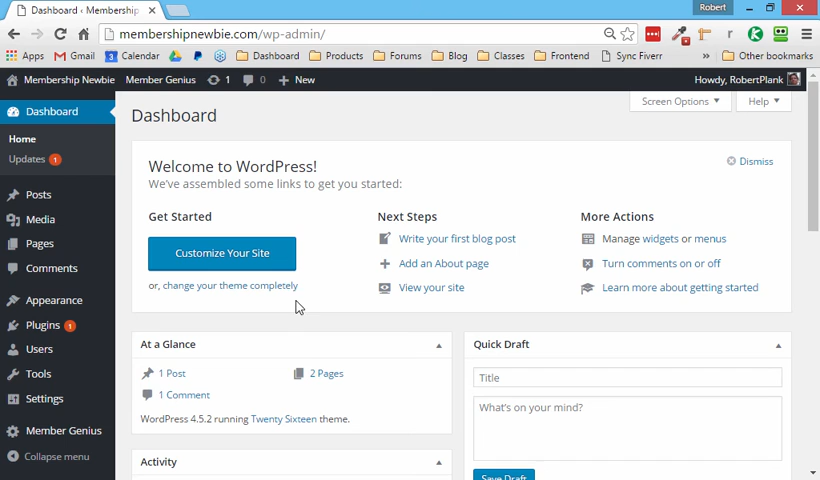 Dashboard ‹ Membership
Robert
membershipnewbie.com/wp-admin/
Apps Gmail Calendar Dashboard Products Forums Blog Classes Frontend Sync Fiverr » Other bookmarks
Membership Newbie Member Genius 1 0 New Howdy, RobertPlank
Dashboard
Home
Updates 1
Posts
Media
Pages
Comments
Appearance
Plugins 1
Users
Tools
Settings
Member Genius
Collapse menu
Screen Options Help
Dashboard
Welcome to WordPress!
Dismiss
We've assembled some links to get you started:
Get Started
Customize Your Site
or, change your theme completely
Next Steps
Write your first blog post
Add an About page
View your site
More Actions
Manage widgets or menus
Turn comments on or off
Learn more about getting started
At a Glance
1 Post 2 Pages
1 Comment
WordPress 4.5.2 running Twenty Sixteen theme.
Activity
Quick Draft
Title
What's on your mind?
Save Draft